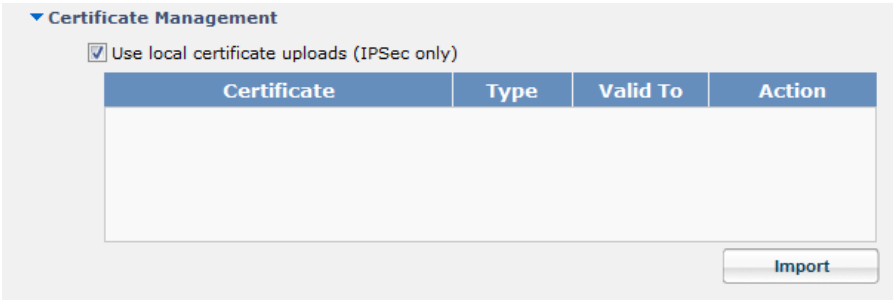 Certificate Management
Use local certificate uploads (IPSec only)
Certificate Type Valid To Action
Import